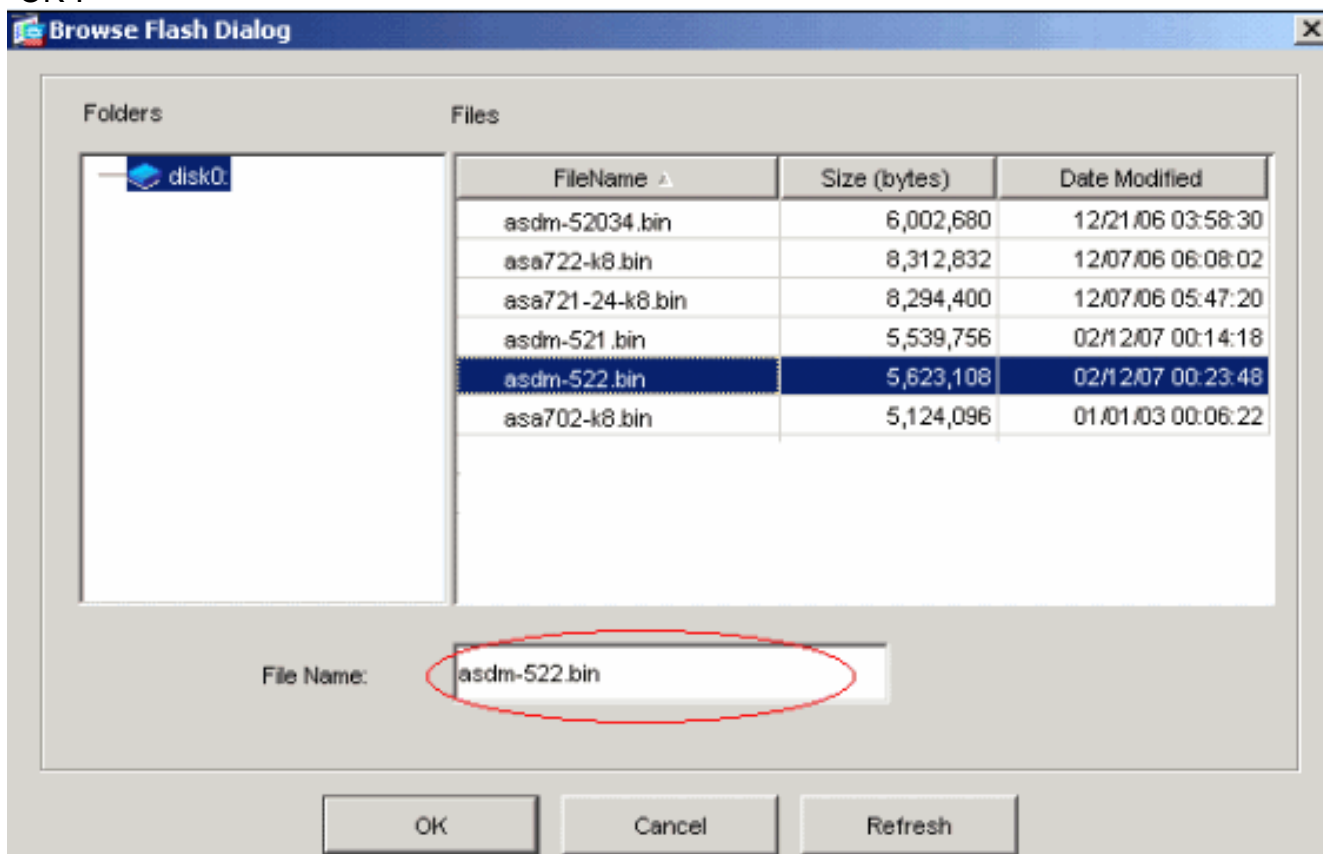 Browse Flash Dialog
Folders
Files
disk0:
FileName Size (bytes) Date Modified
asdm-52034.bin 6,002,680 12/21/06 03:58:30
asa722-k8.bin 8,312,832 12/07/06 06:08:02
asa721-24-k8.bin 8,294,400 12/07/06 05:47:20
asdm-521.bin 5,539,756 02/12/07 00:14:18
asdm-522.bin 5,623,108 02/12/07 00:23:48
asa702-k8.bin 5,124,096 01/01/03 00:06:22
File Name: asdm-522.bin
OK Cancel Refresh